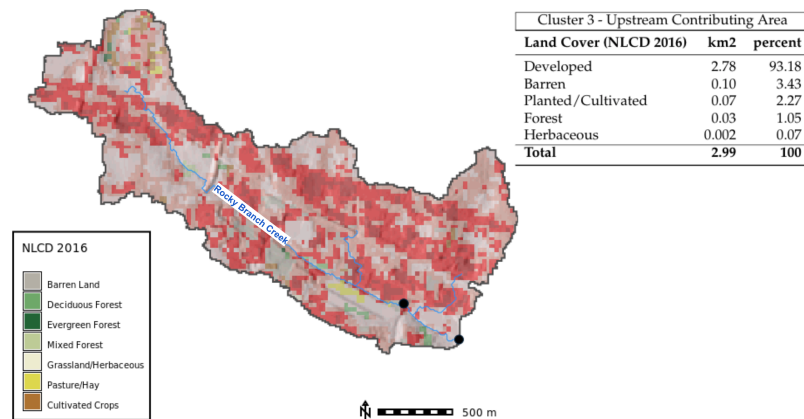 Cluster 3 - Upstream Contributing Area
Land Cover (NLCD 2016) km2 percent
Developed 2.78 93.18
Barren 0.10 3.43
Planted/Cultivated 0.07 2.27
Forest 0.03 1.05
Herbaceous 0.002 0.07
Total 2.99 100
Rocky Branch Creek
NLCD 2016
Barren Land
Deciduous Forest
Evergreen Forest
Mixed Forest
Grassland/Herbaceous
Pasture/Hay
Cultivated Crops
N 500 m